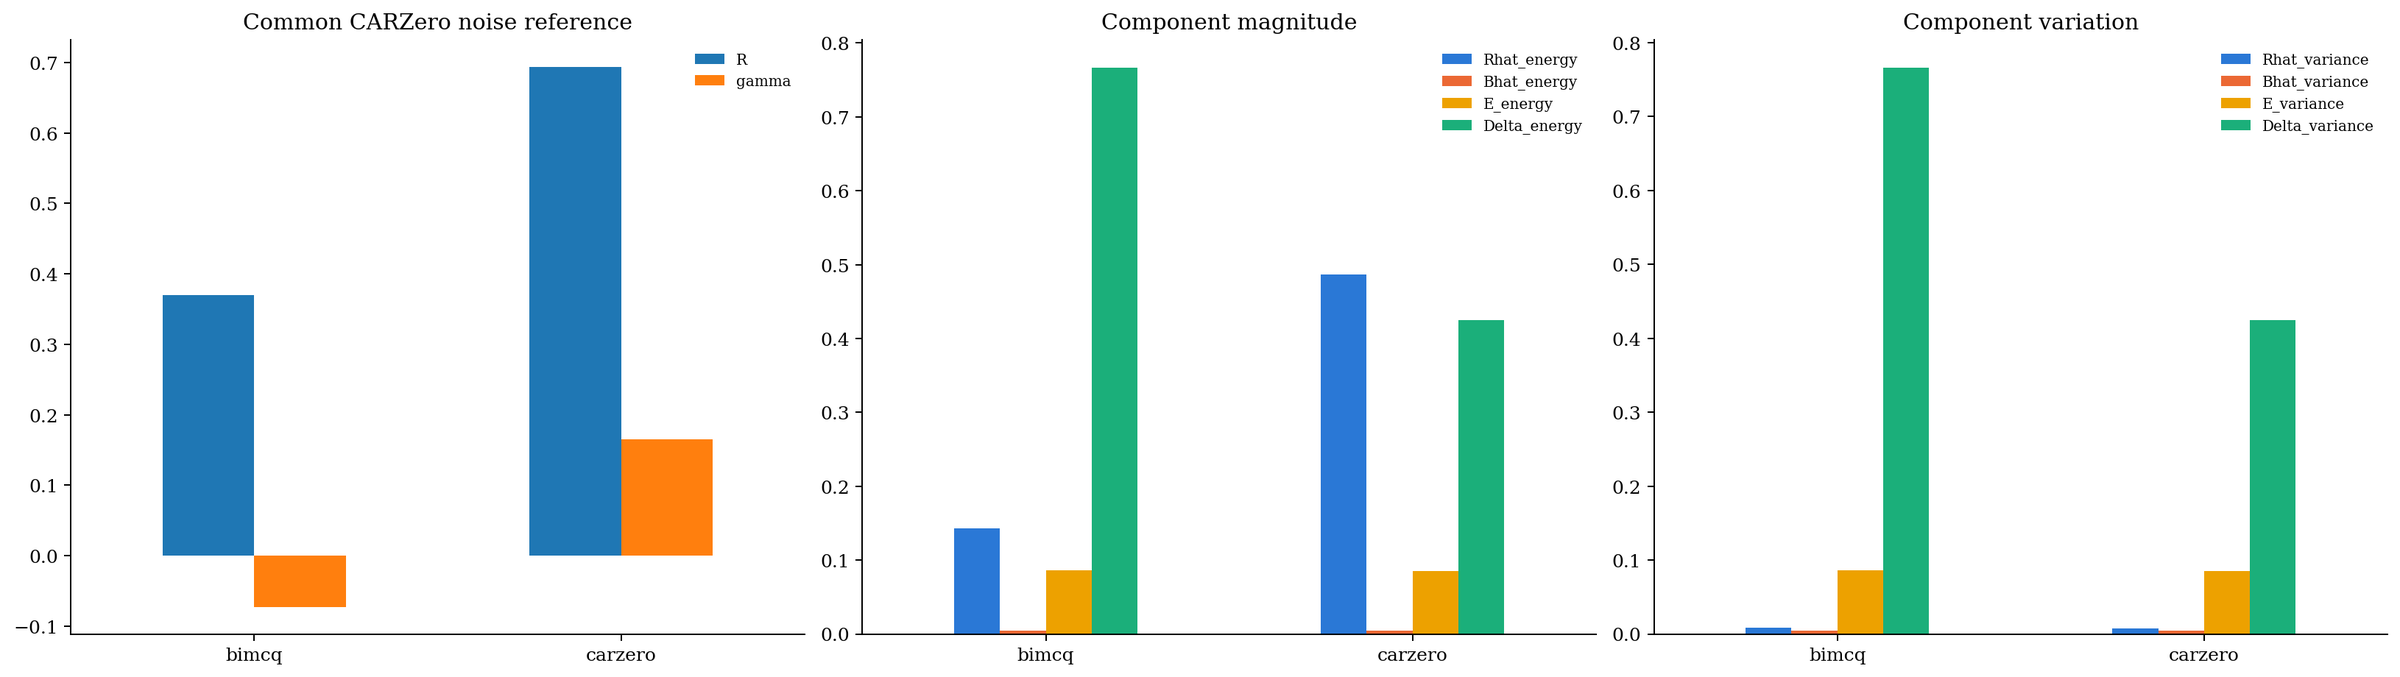 Common CARZero noise reference
R
gamma
0.7
0.6
0.5
0.4
0.3
0.2
0.1
0.0
−0.1
bimcq
carzero
Component magnitude
Rhat_energy
Bhat_energy
E_energy
Delta_energy
0.8
0.7
0.6
0.5
0.4
0.3
0.2
0.1
0.0
bimcq
carzero
Component variation
Rhat_variance
Bhat_variance
E_variance
Delta_variance
0.8
0.7
0.6
0.5
0.4
0.3
0.2
0.1
0.0
bimcq
carzero